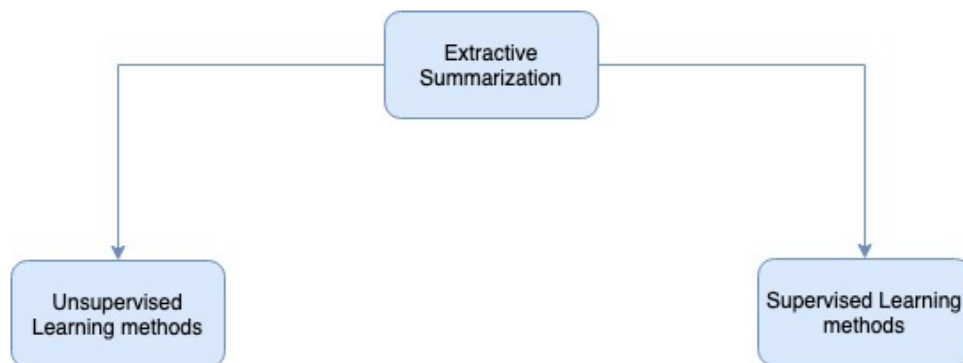 Extractive
Summarization
Unsupervised
Learning methods
Supervised Learning
methods